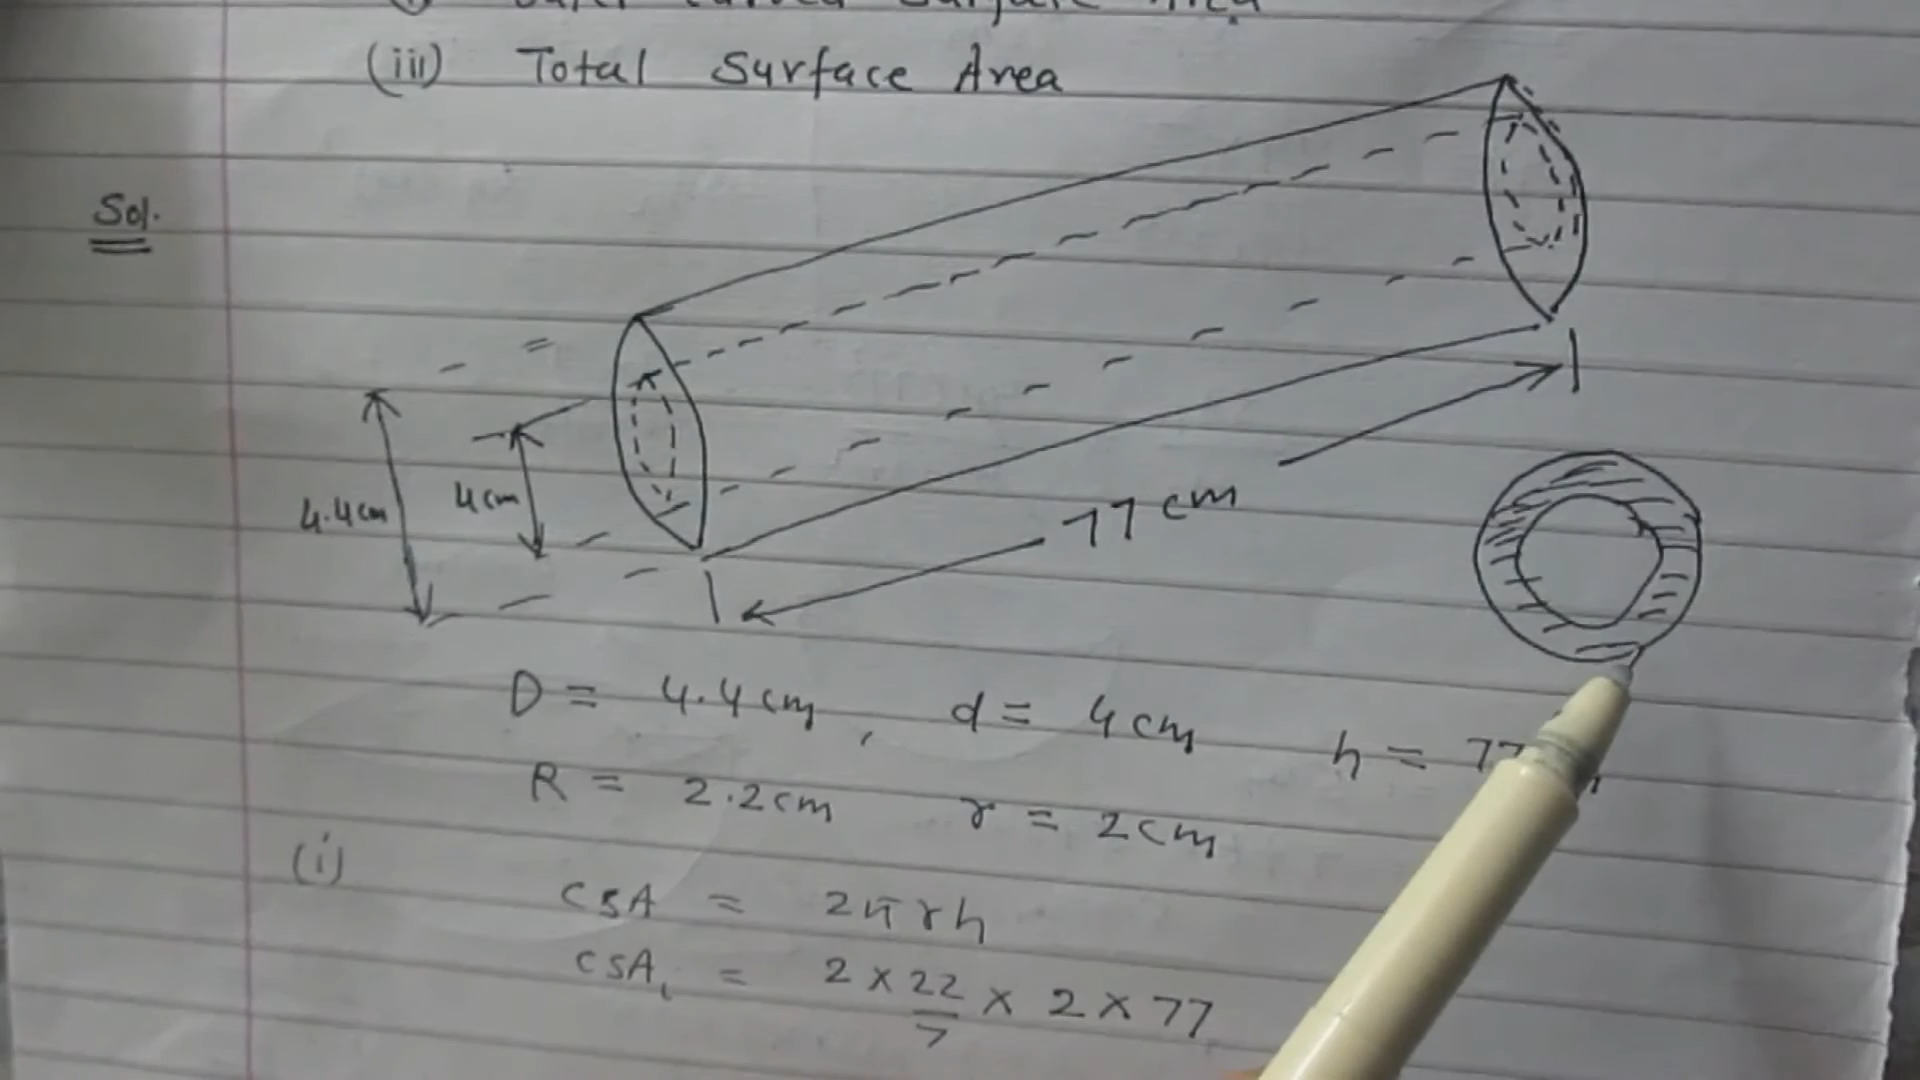 (iii) Total Surface Area
Sol.
4.4cm
4cm
77cm
D = 4.4cm, d = 4cm h = 77
R = 2.2cm r = 2cm
(i)
CSA = 2πrh
CSA₁ = 2 × 22/7 × 2 × 77